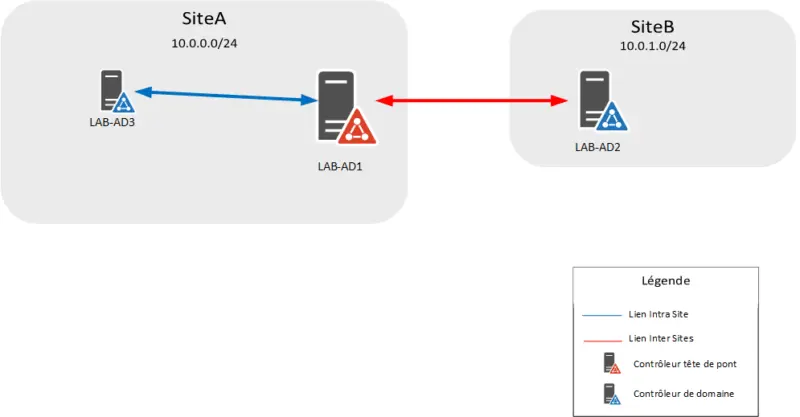 SiteA
10.0.0.0/24
LAB-AD3
LAB-AD1
SiteB
10.0.1.0/24
LAB-AD2
Légende
Lien Intra Site
Lien Inter Sites
Contrôleur tête de pont
Contrôleur de domaine